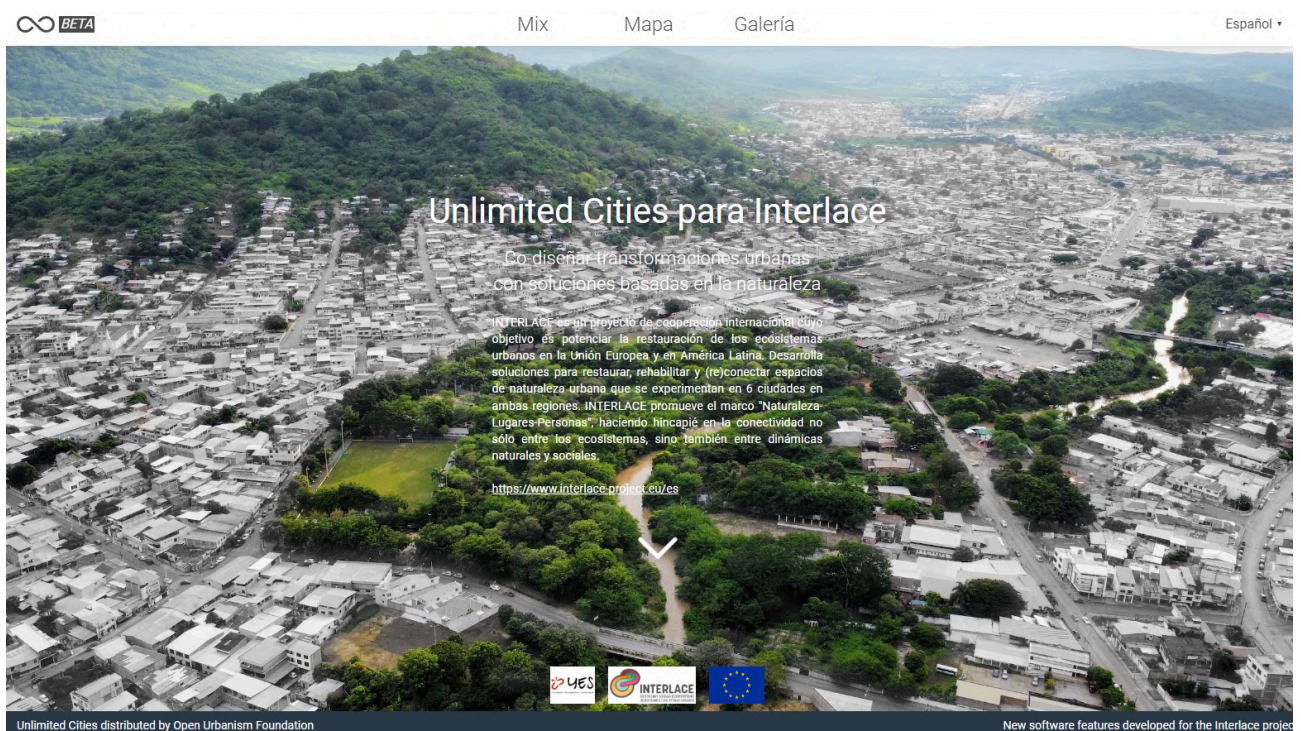 BETA
Mix
Mapa
Galería
Español
Unlimited Cities para Interlace
Co-diseñar transformaciones urbanas
con soluciones basadas en la naturaleza
INTERLACE es un proyecto de cooperación internacional cuyo
objetivo es potenciar la restauración de los ecosistemas
urbanos en la Unión Europea y en América Latina. Desarrolla
soluciones para restaurar, rehabilitar y (re)conectar espacios
de naturaleza urbana que se experimentan en 6 ciudades en
ambas regiones. INTERLACE promueve el marco "Naturaleza-
Lugares-Personas", haciendo hincapié en la conectividad no
sólo entre los ecosistemas, sino también entre dinámicas
naturales y sociales.
https://www.interlace-project.eu/es
YES
INTERLACE
Unlimited Cities distributed by Open Urbanism Foundation
New software features developed for the Interlace projec